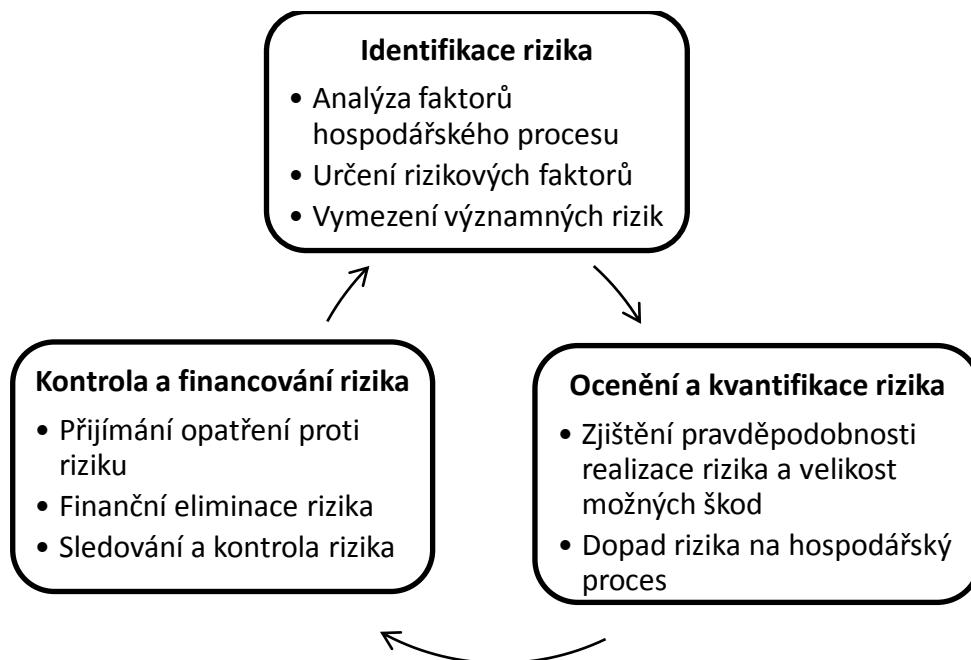 Identifikace rizika
• Analýza faktorů
hospodářského procesu
• Určení rizikových faktorů
• Vymezení významných rizik
Kontrola a financování rizika
• Přijímání opatření proti
riziku
• Finanční eliminace rizika
• Sledování a kontrola rizika
Ocenění a kvantifikace rizika
• Zjištění pravděpodobnosti
realizace rizika a velikost
možných škod
• Dopad rizika na hospodářský
proces